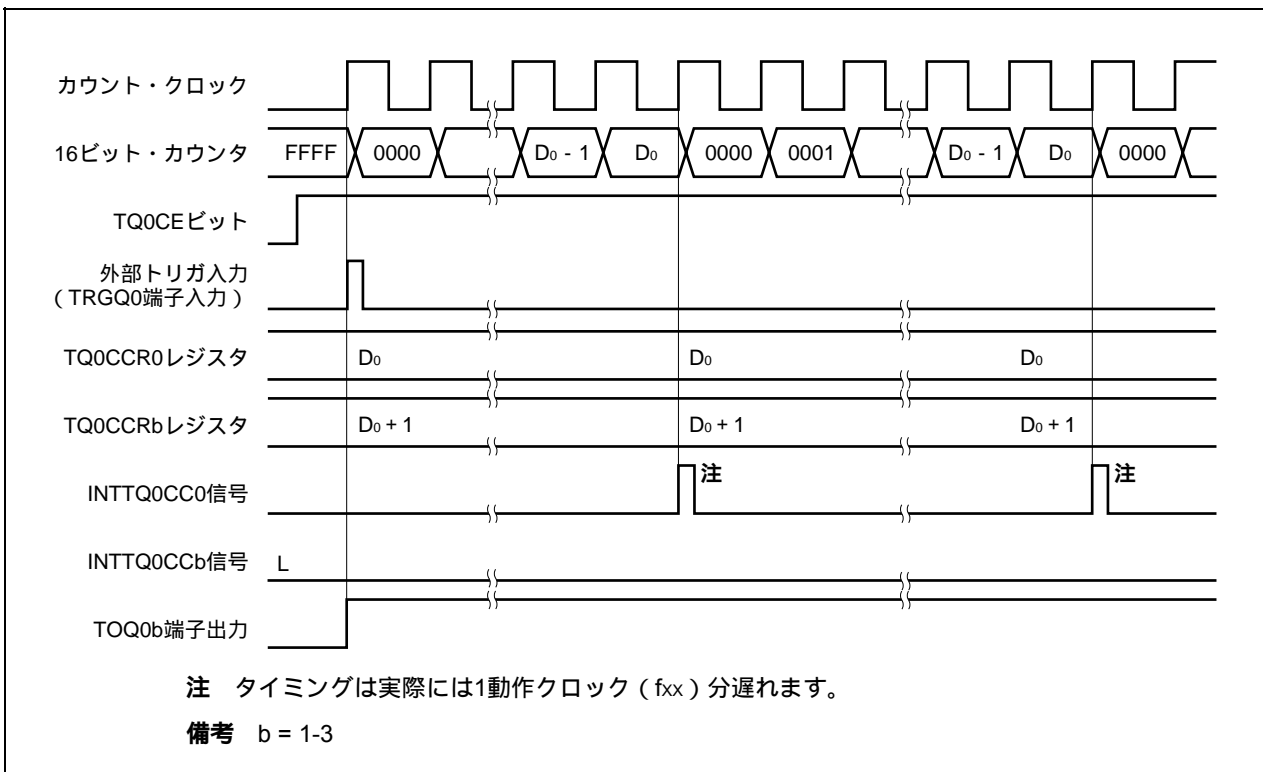 カウント・クロック
16ビット・カウンタ FFFF 0000 D0 - 1 D0 0000 0001 D0 - 1 D0 0000
TQ0CEビット
外部トリガ入力
（TRGQ0端子入力）
TQ0CCR0レジスタ D0 D0 D0
TQ0CCRbレジスタ D0 + 1 D0 + 1 D0 + 1
INTTQ0CC0信号 注 注
INTTQ0CCb信号 L
TOQ0b端子出力
注 タイミングは実際には1動作クロック（fxx）分遅れます。
備考 b = 1-3